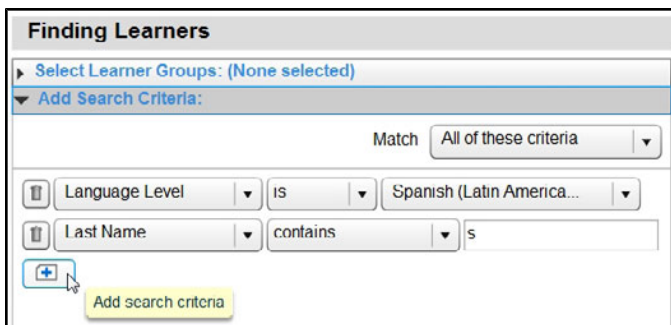 Finding Learners
Select Learner Groups: (None selected)
Add Search Criteria:
Match All of these criteria
Language Level is Spanish (Latin America...
Last Name contains s
Add search criteria